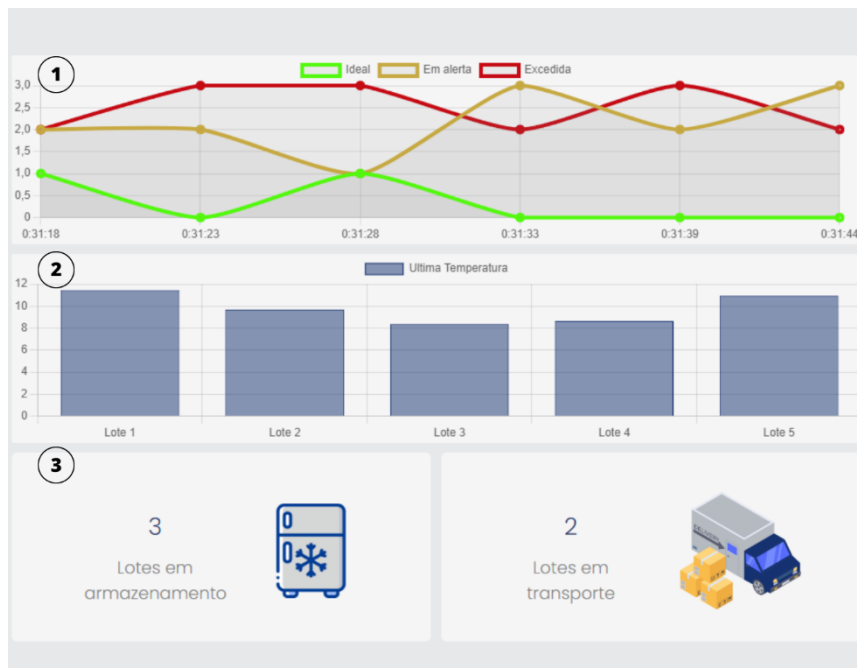 1
Ideal Em alerta Excedida
3,0
2,5
2,0
1,5
1,0
0,5
0
0:31:18 0:31:23 0:31:28 0:31:33 0:31:39 0:31:44
2
Ultima Temperatura
12
10
8
6
4
2
0
Lote 1 Lote 2 Lote 3 Lote 4 Lote 5
3
3
Lotes em
armazenamento
2
Lotes em
transporte